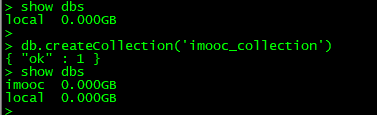 > show dbs
local  0.000GB
>
> db.createCollection('imooc_collection')
{ "ok" : 1 }
> show dbs
imooc  0.000GB
local  0.000GB
>